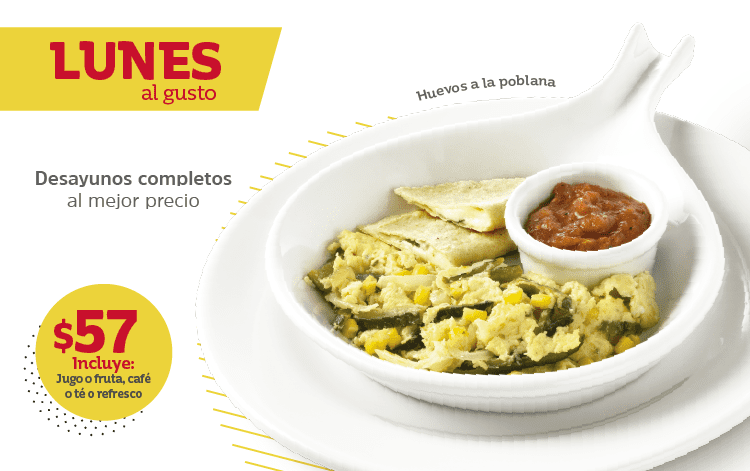 LUNES
al gusto
Huevos a la poblana
Desayunos completos
al mejor precio
$57
Incluye:
Jugo o fruta, café
o té o refresco